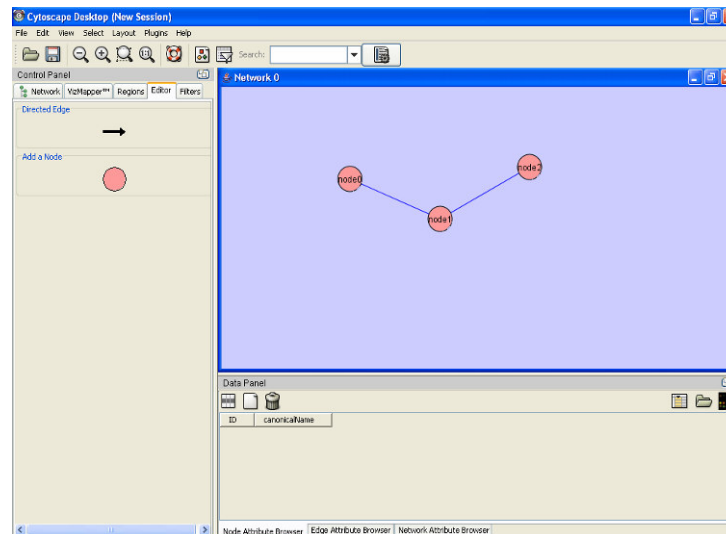 Cytoscape Desktop (New Session)
File Edit View Select Layout Plugins Help
Search:
Control Panel
Network VizMapper™ Regions Editor Filters
Directed Edge
Add a Node
Network 0
node0
node1
node2
Data Panel
ID canonicalName
Node Attribute Browser Edge Attribute Browser Network Attribute Browser